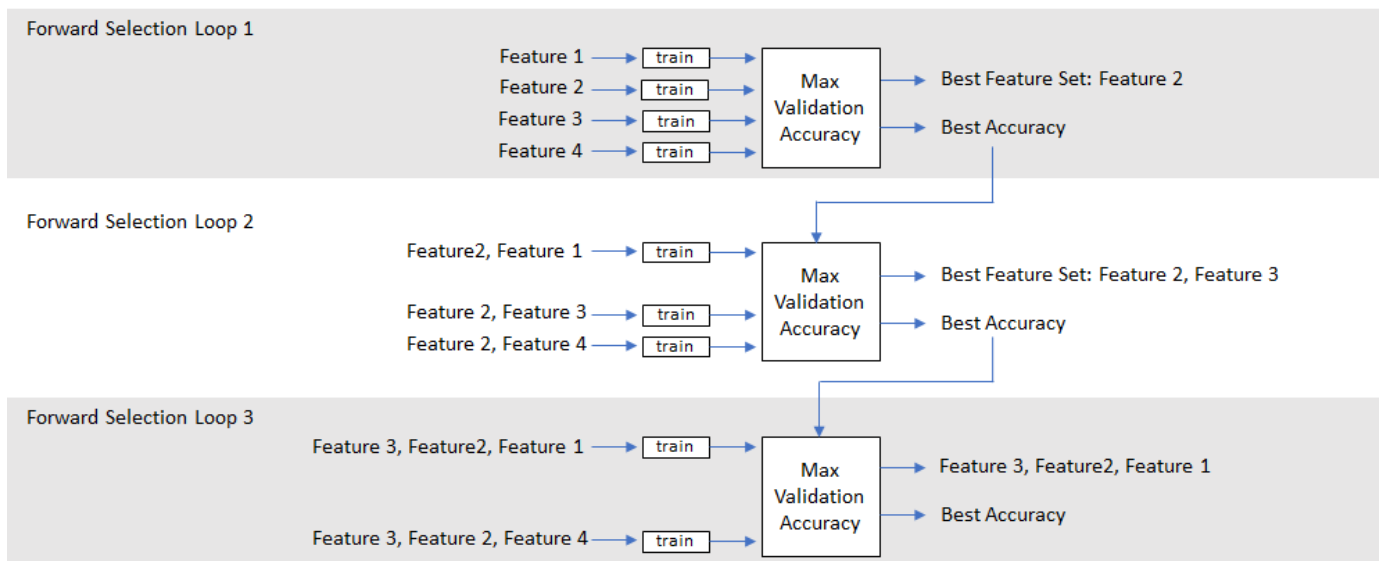 Forward Selection Loop 1
Feature 1
train
Feature 2
train
Feature 3
train
Feature 4
train
Max
Validation
Accuracy
Best Feature Set: Feature 2
Best Accuracy
Forward Selection Loop 2
Feature2, Feature 1
train
Feature 2, Feature 3
train
Feature 2, Feature 4
train
Max
Validation
Accuracy
Best Feature Set: Feature 2, Feature 3
Best Accuracy
Forward Selection Loop 3
Feature 3, Feature2, Feature 1
train
Feature 3, Feature 2, Feature 4
train
Max
Validation
Accuracy
Feature 3, Feature2, Feature 1
Best Accuracy